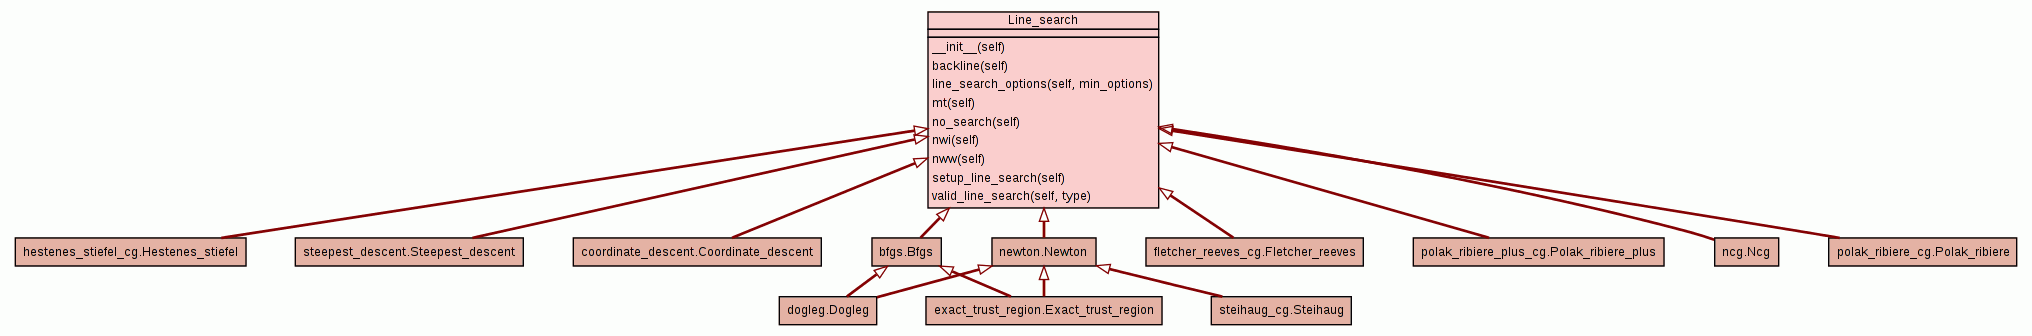 Line_search
__init__(self)
backline(self)
line_search_options(self, min_options)
mt(self)
no_search(self)
nwi(self)
nww(self)
setup_line_search(self)
valid_line_search(self, type)
hestenes_stiefel_cg.Hestenes_stiefel
steepest_descent.Steepest_descent
coordinate_descent.Coordinate_descent
bfgs.Bfgs
newton.Newton
fletcher_reeves_cg.Fletcher_reeves
polak_ribiere_plus_cg.Polak_ribiere_plus
ncg.Ncg
polak_ribiere_cg.Polak_ribiere
dogleg.Dogleg
exact_trust_region.Exact_trust_region
steihaug_cg.Steihaug